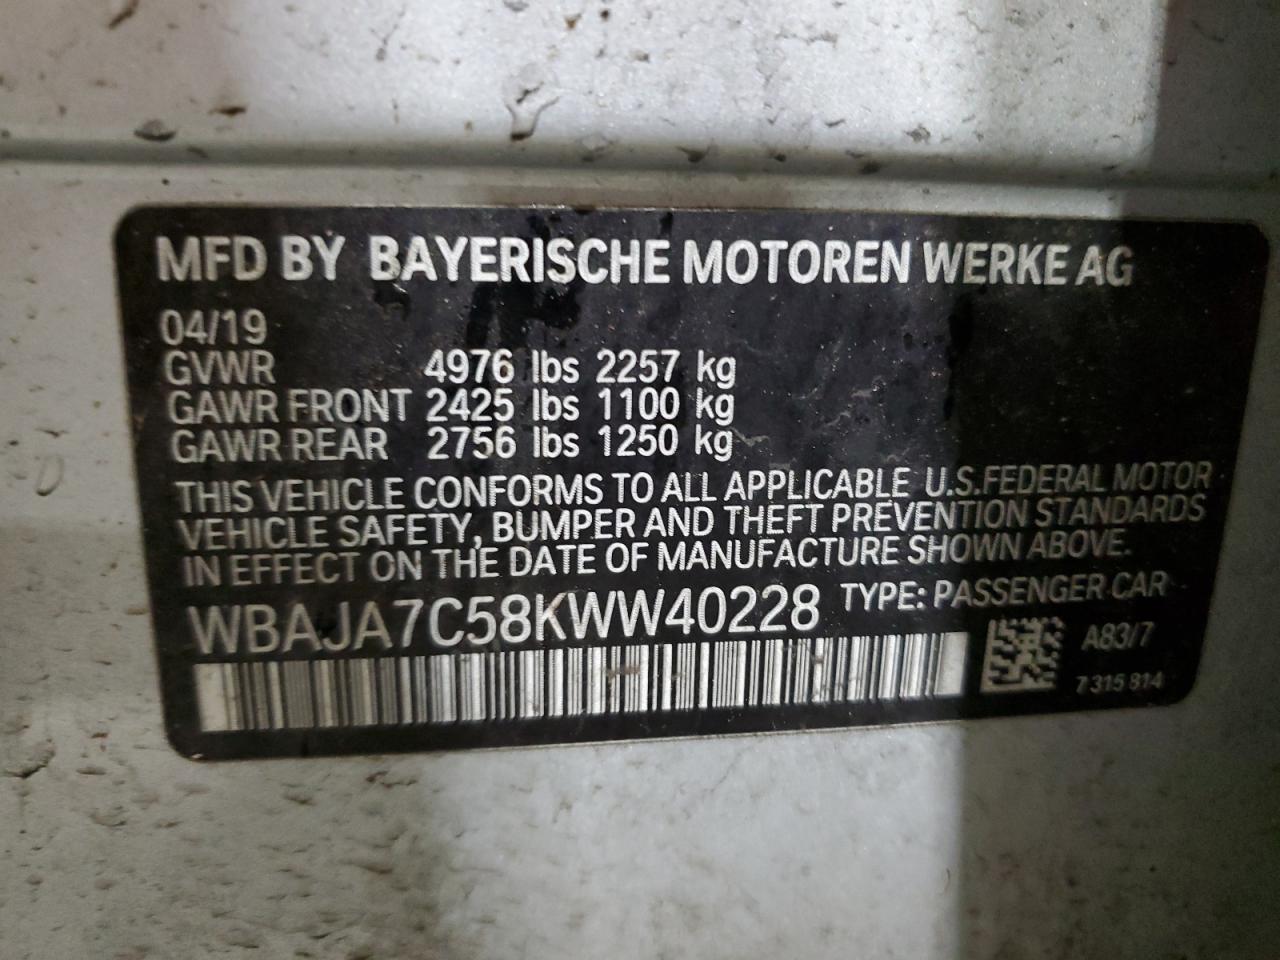 MFD BY BAYERISCHE MOTOREN WERKE AG
04/19
GVWR 4976 lbs 2257 kg
GAWR FRONT 2425 lbs 1100 kg
GAWR REAR 2756 lbs 1250 kg
THIS VEHICLE CONFORMS TO ALL APPLICABLE U.S.FEDERAL MOTOR
VEHICLE SAFETY, BUMPER AND THEFT PREVENTION STANDARDS
IN EFFECT ON THE DATE OF MANUFACTURE SHOWN ABOVE.
WBAJA7C58KWW40228 TYPE: PASSENGER CAR
A83/7
7 315 814